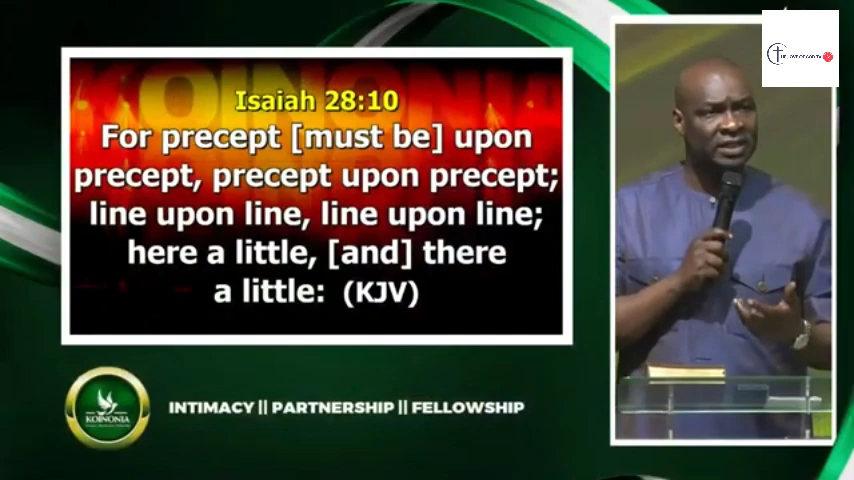 KOINONIA
Isaiah 28:10
For precept [must be] upon
precept, precept upon precept;
line upon line, line upon line;
here a little, [and] there
a little: (KJV)
KOINONIA
INTIMACY || PARTNERSHIP || FELLOWSHIP